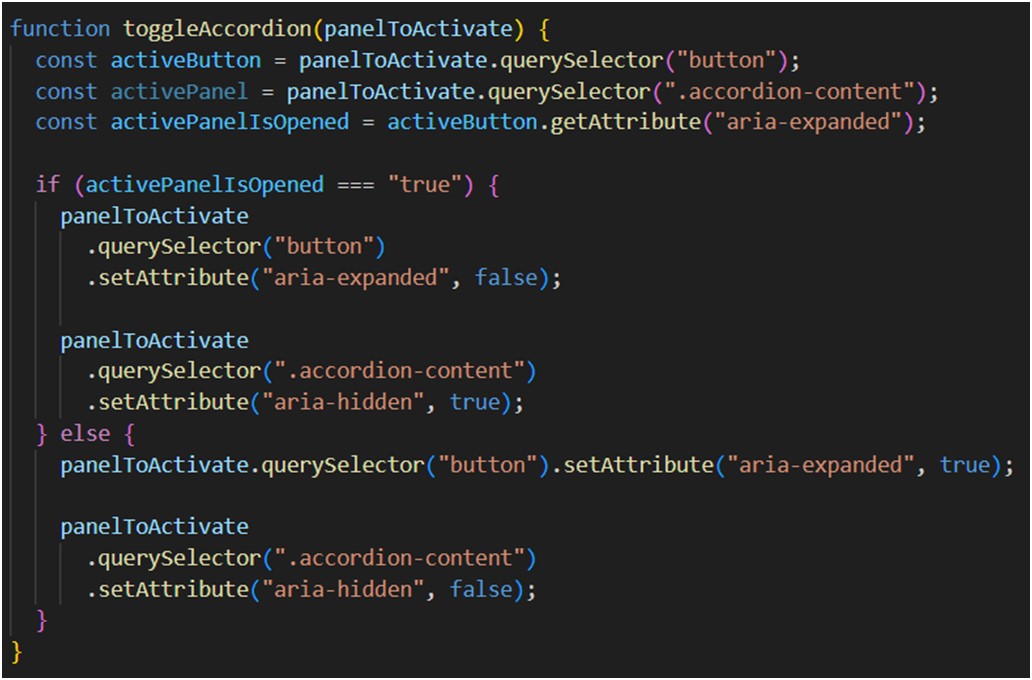 function toggleAccordion(panelToActivate) {
  const activeButton = panelToActivate.querySelector("button");
  const activePanel = panelToActivate.querySelector(".accordion-content");
  const activePanelIsOpened = activeButton.getAttribute("aria-expanded");

  if (activePanelIsOpened === "true") {
    panelToActivate
      .querySelector("button")
      .setAttribute("aria-expanded", false);

    panelToActivate
      .querySelector(".accordion-content")
      .setAttribute("aria-hidden", true);
  } else {
    panelToActivate.querySelector("button").setAttribute("aria-expanded", true);

    panelToActivate
      .querySelector(".accordion-content")
      .setAttribute("aria-hidden", false);
  }
}